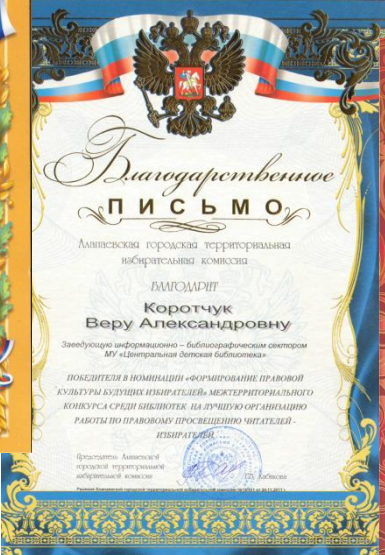 Благодарственное
ПИСЬМО
Алапаевская городская территориальная
избирательная комиссия
БЛАГОДАРИТ
Коротчук
Веру Александровну
Заведующую информационно – библиографическим сектором
МУ «Центральная детская библиотека»
ПОБЕДИТЕЛЯ В НОМИНАЦИИ «ФОРМИРОВАНИЕ ПРАВОВОЙ
КУЛЬТУРЫ БУДУЩИХ ИЗБИРАТЕЛЕЙ» МЕЖТЕРРИТОРИАЛЬНОГО
КОНКУРСА СРЕДИ БИБЛИОТЕК НА ЛУЧШУЮ ОРГАНИЗАЦИЮ
РАБОТЫ ПО ПРАВОВОМУ ПРОСВЕЩЕНИЮ ЧИТАТЕЛЕЙ -
ИЗБИРАТЕЛЕЙ
Председатель Алапаевской
городской территориальной
избирательной комиссии